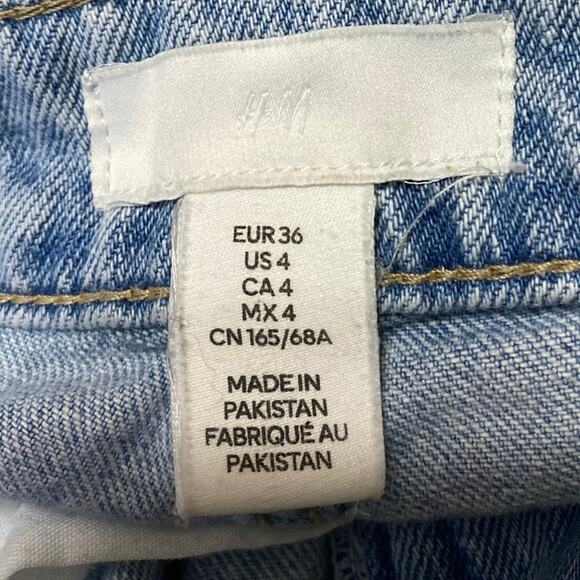 H&M
EUR 36
US 4
CA 4
MX 4
CN 165/68A
MADE IN
PAKISTAN
FABRIQUÉ AU
PAKISTAN